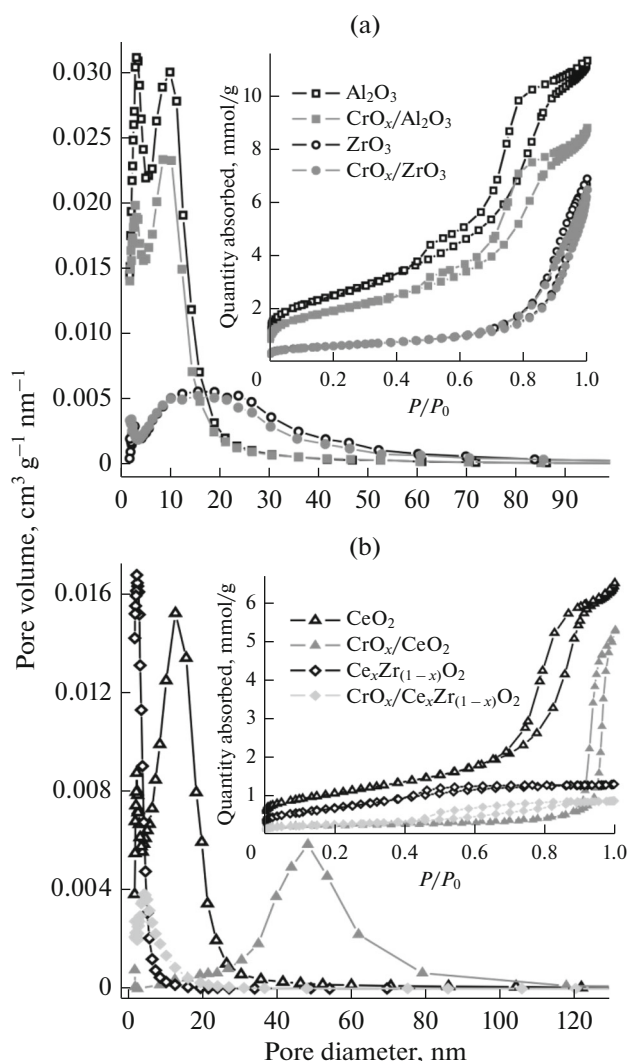 (a)
Pore volume, cm³ g⁻¹ nm⁻¹
0.030
0.025
0.020
0.015
0.010
0.005
0
0 10 20 30 40 50 60 70 80 90
Quantity absorbed, mmol/g
10
8
6
4
2
Al₂O₃
CrOₓ/Al₂O₃
ZrO₃
CrOₓ/ZrO₃
0 0.2 0.4 0.6 0.8 1.0
P/P₀
(b)
0.016
0.012
0.008
0.004
0
0 20 40 60 80 100 120
Pore diameter, nm
Quantity absorbed, mmol/g
6
5
4
3
2
1
CeO₂
CrOₓ/CeO₂
CeₓZr₍₁₋ₓ₎O₂
CrOₓ/CeₓZr₍₁₋ₓ₎O₂
0 0.2 0.4 0.6 0.8 1.0
P/P₀